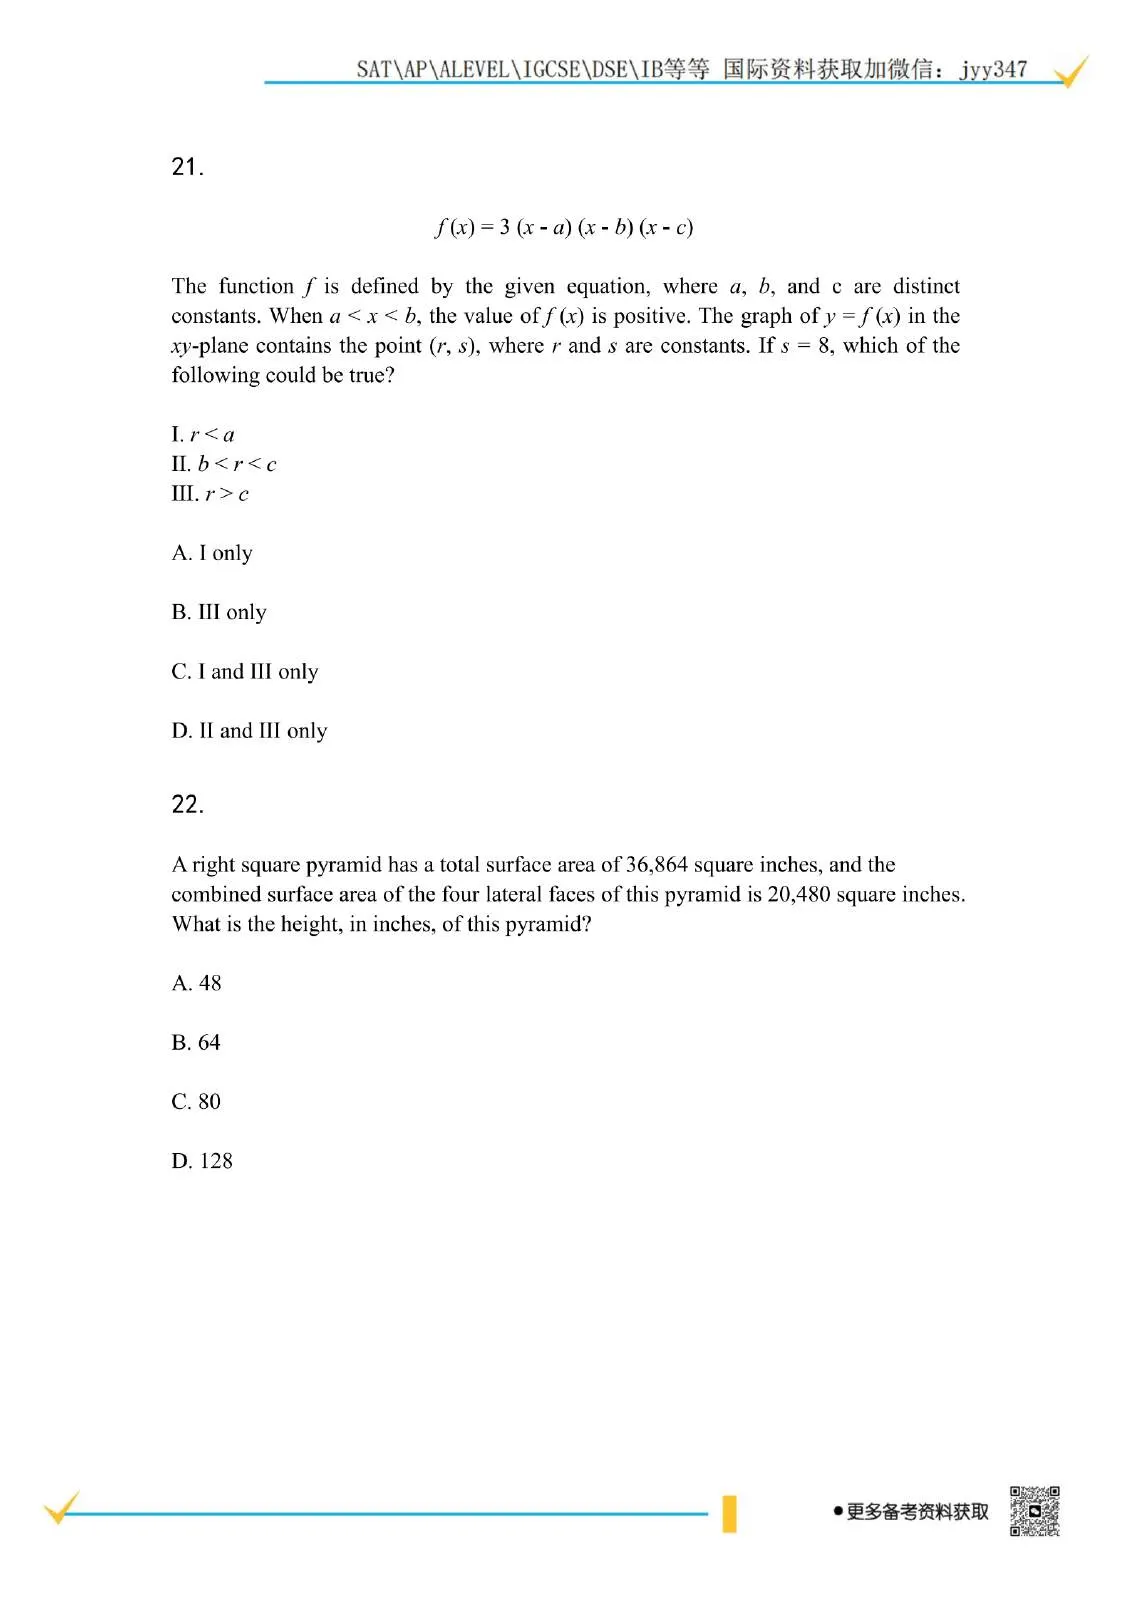 SAT\AP\ALEVEL\IGCSE\DSE\IB等等 国际资料获取加微信：jyy347
21.
f (x) = 3 (x - a) (x - b) (x - c)
The function f is defined by the given equation, where a, b, and c are distinct
constants. When a < x < b, the value of f (x) is positive. The graph of y = f (x) in the
xy-plane contains the point (r, s), where r and s are constants. If s = 8, which of the
following could be true?
I. r < a
II. b < r < c
III. r > c
A. I only
B. III only
C. I and III only
D. II and III only
22.
A right square pyramid has a total surface area of 36,864 square inches, and the
combined surface area of the four lateral faces of this pyramid is 20,480 square inches.
What is the height, in inches, of this pyramid?
A. 48
B. 64
C. 80
D. 128
●更多备考资料获取